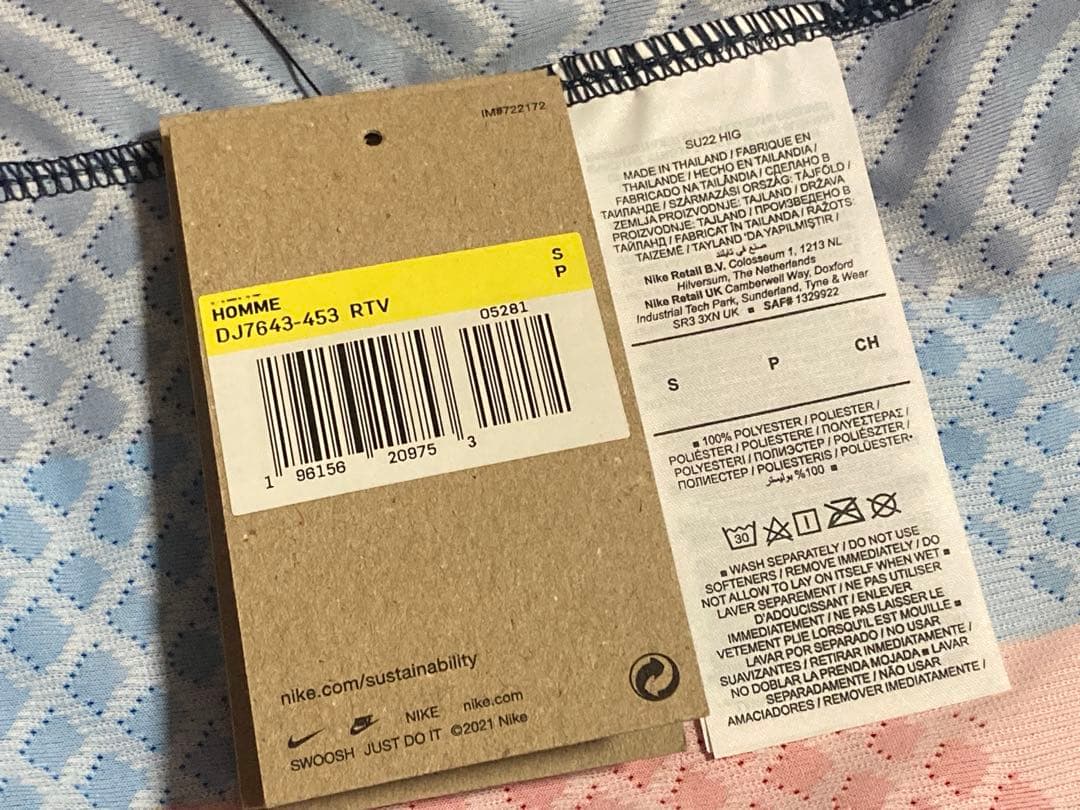 IM#722172
S
P
HOMME
DJ7643-453 RTV
05281
1 96156 20975 3
nike.com/sustainability
NIKE nike.com
SWOOSH JUST DO IT ©2021 Nike
SU22 HIG
MADE IN THAILAND / FABRIQUE EN
THAILANDE / HECHO EN TAILANDIA /
FABRICADO NA TAILÂNDIA / СДЕЛАНО В
ТАИЛАНДЕ / SZÁRMAZÁSI ORSZÁG: TÁJFÖLD /
ZEMLJA PROIZVODNJE: TAJLAND / DRŽAVA
PROIZVODNJE: TAJLAND / ПРОИЗВЕДЕНО В
ТАЙЛАНД / FABRICAT ÎN TAILANDA / RAŽOTS:
TAIZEMĒ / TAYLAND 'DA YAPILMIŞTIR /
صنع في تايلند
Nike Retail B.V. Colosseum 1, 1213 NL
Hilversum, The Netherlands
Nike Retail UK Camberwell Way, Doxford
Industrial Tech Park, Sunderland, Tyne & Wear
SR3 3XN UK ■ SAF# 1329922
S P CH
■ 100% POLYESTER / POLIESTER /
POLIÉSTER / POLIESTERE / ΠΟΛΥΕΣΤΕΡΑΣ /
POLYESTERI / ПОЛИЭСТЕР / POLIÉSZTER /
ПОЛИЕСТЕР / POLIESTERIS / POLÜESTER•
%100 بوليستر ■
30
■ WASH SEPARATELY / DO NOT USE
SOFTENERS / REMOVE IMMEDIATELY / DO
NOT ALLOW TO LAY ON ITSELF WHEN WET ■
LAVER SEPAREMENT / NE PAS UTILISER
D'ADOUCISSANT / ENLEVER
IMMEDIATEMENT / NE PAS LAISSER LE
VETEMENT PLIE LORSQU'IL EST MOUILLE ■
LAVAR POR SEPARADO / NO USAR
SUAVIZANTES / RETIRAR INMEDIATAMENTE /
NO DOBLAR LA PRENDA MOJADA ■ LAVAR
SEPARADAMENTE / NÃO USAR
AMACIADORES / REMOVER IMEDIATAMENTE /